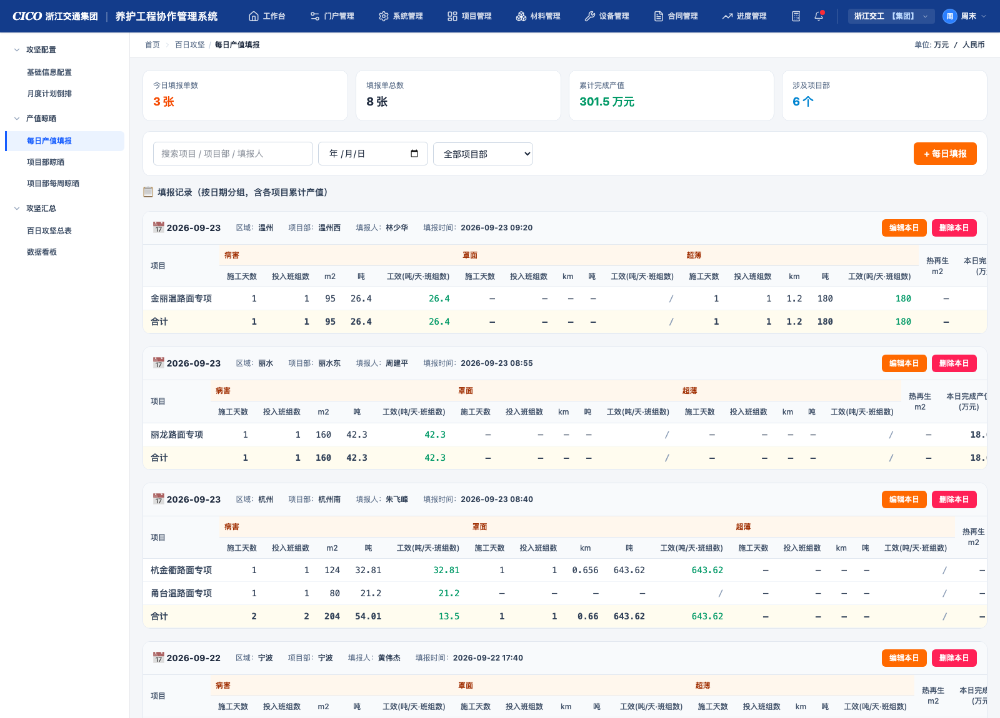 CICO 浙江交通集团 | 养护工程协作管理系统 工作台 门户管理 系统管理 项目管理 材料管理 设备管理 合同管理 进度管理 浙江交工 【集团】 周 周末
攻坚配置
基础信息配置
月度计划倒排
产值晾晒
每日产值填报
项目部晾晒
项目部每周晾晒
攻坚汇总
百日攻坚总表
数据看板
首页 百日攻坚 / 每日产值填报 单位: 万元 / 人民币
今日填报单数
3 张
填报单总数
8 张
累计完成产值
301.5 万元
涉及项目部
6 个
搜索项目 / 项目部 / 填报人 年 /月/日 全部项目部 + 每日填报
填报记录（按日期分组，含各项目累计产值）
17 2026-09-23 区域: 温州 项目部: 温州西 填报人: 林少华 填报时间: 2026-09-23 09:20 编辑本日 删除本日
项目 病害 罩面 超薄 热再生 m2 本日完 (万
施工天数 投入班组数 m2 吨 工效(吨/天·班组数) 施工天数 投入班组数 km 吨 工效(吨/天·班组数) 施工天数 投入班组数 km 吨 工效(吨/天·班组数)
金丽温路面专项 1 1 95 26.4 26.4 — — — — / 1 1 1.2 180 180 —
合计 1 1 95 26.4 26.4 — — — — / 1 1 1.2 180 180 —
17 2026-09-23 区域: 丽水 项目部: 丽水东 填报人: 周建平 填报时间: 2026-09-23 08:55 编辑本日 删除本日
项目 病害 罩面 超薄 热再生 m2 本日完成产值 (万元)
施工天数 投入班组数 m2 吨 工效(吨/天·班组数) 施工天数 投入班组数 km 吨 工效(吨/天·班组数) 施工天数 投入班组数 km 吨 工效(吨/天·班组数)
丽龙路面专项 1 1 160 42.3 42.3 — — — — / — — — — / — 18.
合计 1 1 160 42.3 42.3 — — — — / — — — — / — 18.
17 2026-09-23 区域: 杭州 项目部: 杭州南 填报人: 朱飞峰 填报时间: 2026-09-23 08:40 编辑本日 删除本日
项目 病害 罩面 超薄 热再生 m2
施工天数 投入班组数 m2 吨 工效(吨/天·班组数) 施工天数 投入班组数 km 吨 工效(吨/天·班组数) 施工天数 投入班组数 km 吨 工效(吨/天·班组数)
杭金衢路面专项 1 1 124 32.81 32.81 1 1 0.656 643.62 643.62 — — — — / —
甬台温路面专项 1 1 80 21.2 21.2 — — — — / — — — — / —
合计 2 2 204 54.01 13.5 1 1 0.66 643.62 643.62 — — — — / —
17 2026-09-22 区域: 宁波 项目部: 宁波 填报人: 黄伟杰 填报时间: 2026-09-22 17:40 编辑本日 删除本日
项目 病害 罩面 超薄 热再生 m2 本日完成 (万元
施工天数 投入班组数 m2 吨 工效(吨/天·班组数) 施工天数 投入班组数 km 吨 工效(吨/天·班组数) 施工天数 投入班组数 km 吨 工效(吨/天·班组数)